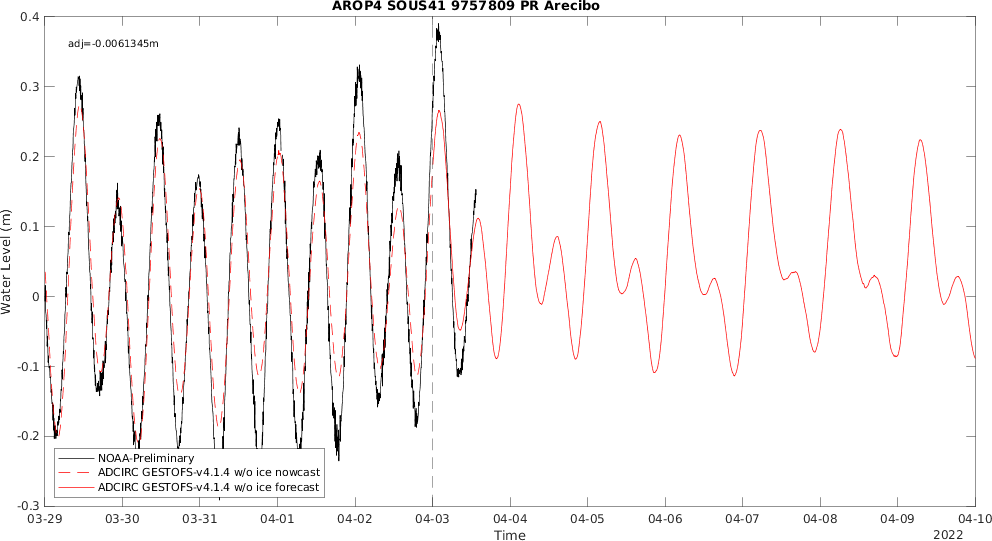 AROP4 SOUS41 9757809 PR Arecibo
adj=-0.0061345m
0.4
0.3
0.2
0.1
0
-0.1
-0.2
-0.3
Water Level (m)
NOAA-Preliminary
ADCIRC GESTOFS-v4.1.4 w/o ice nowcast
ADCIRC GESTOFS-v4.1.4 w/o ice forecast
03-29 03-30 03-31 04-01 04-02 04-03 04-04 04-05 04-06 04-07 04-08 04-09 04-10
Time
2022